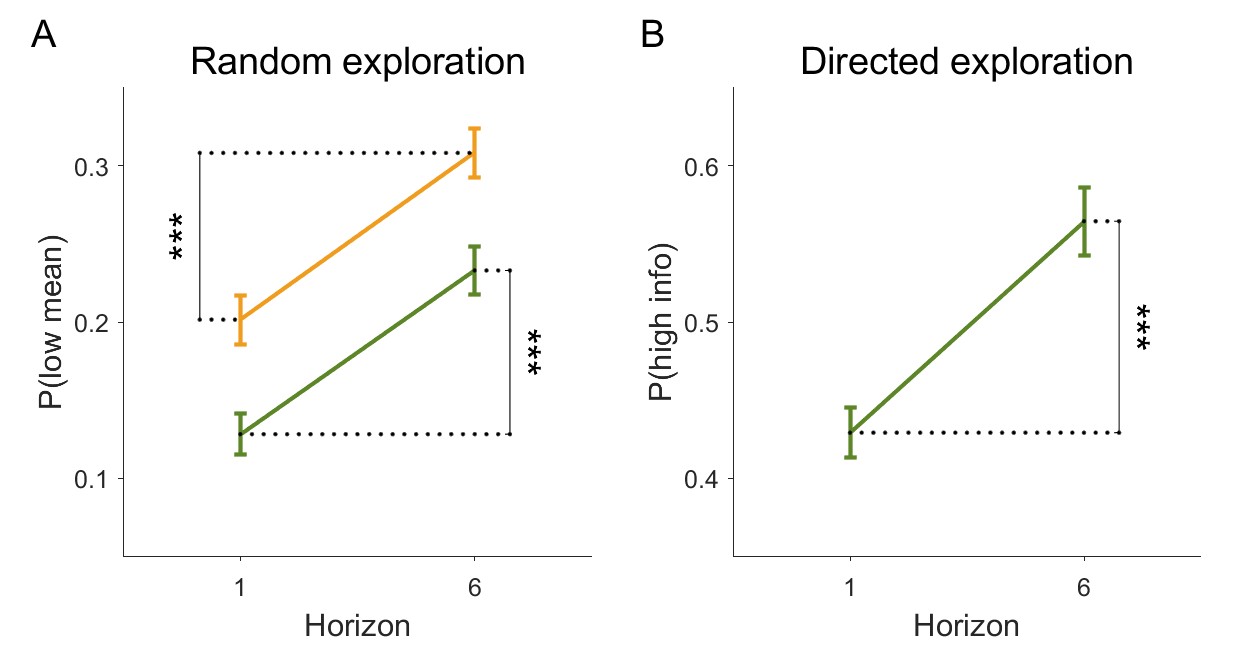 A
Random exploration
P(low mean)
0.3
0.2
0.1
***
***
1
6
Horizon
B
Directed exploration
P(high info)
0.6
0.5
0.4
***
1
6
Horizon